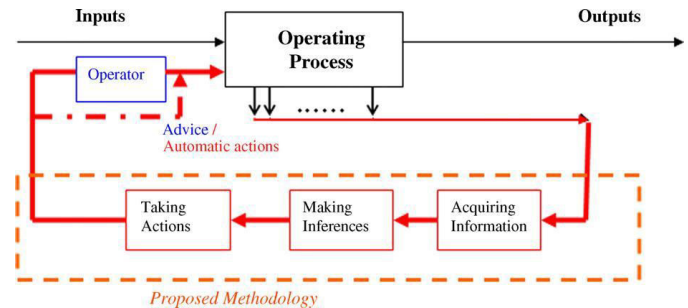 Inputs
Outputs
Operating
Process
Operator
......
Advice /
Automatic actions
Taking
Actions
Making
Inferences
Acquiring
Information
Proposed Methodology